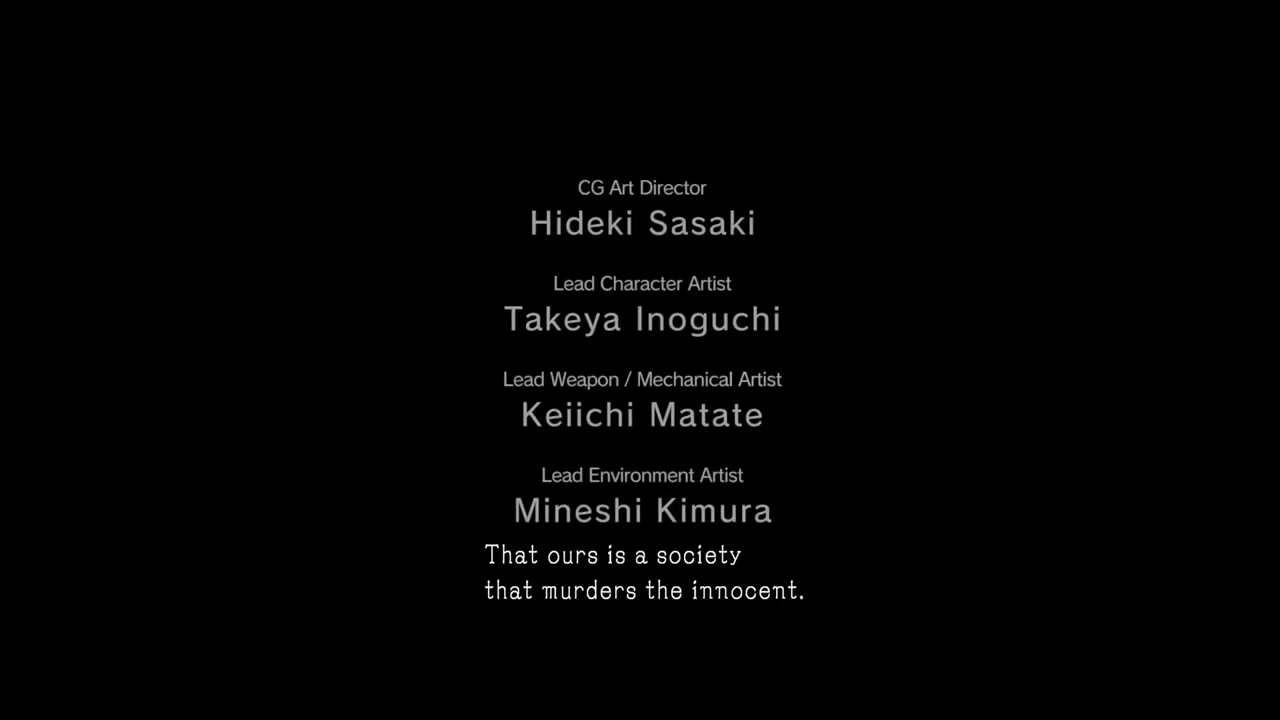 CG Art Director
Hideki Sasaki
Lead Character Artist
Takeya Inoguchi
Lead Weapon / Mechanical Artist
Keiichi Matate
Lead Environment Artist
Mineshi Kimura
That ours is a society
that murders the innocent.